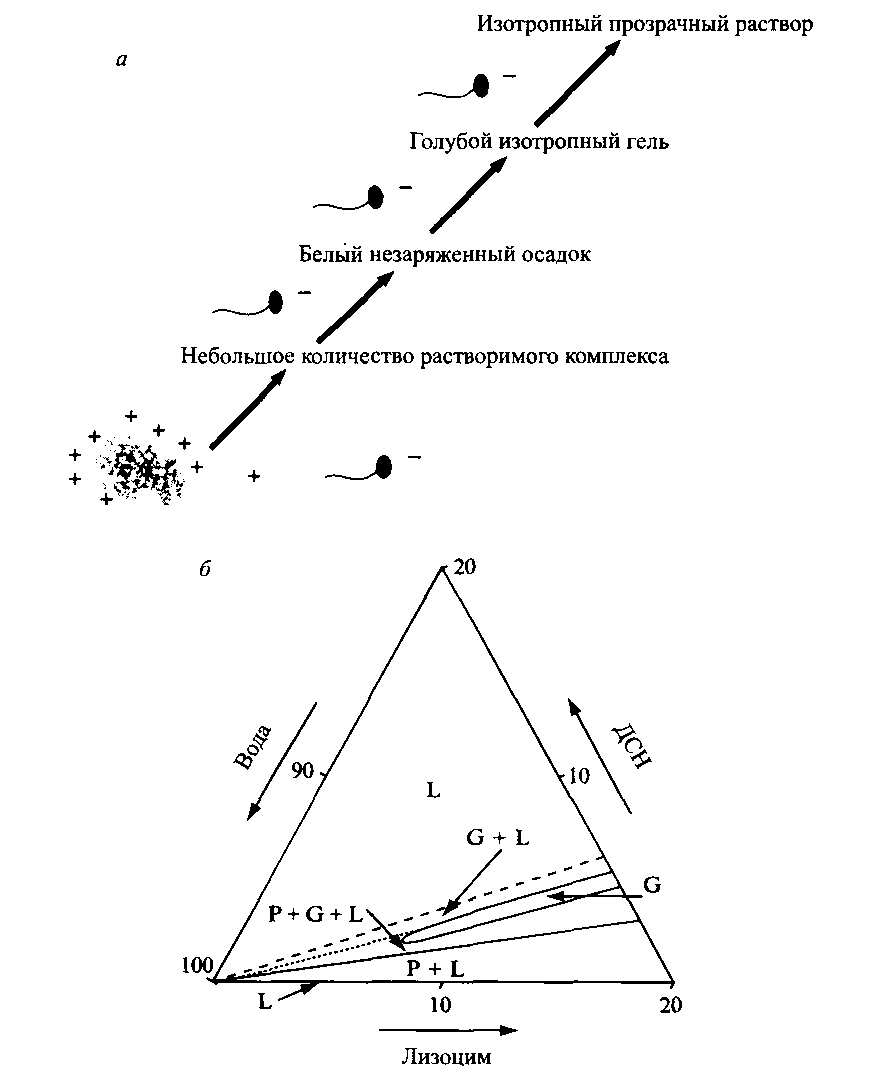 Изотропный прозрачный раствор
а
−
Голубой изотропный гель
−
Белый незаряженный осадок
−
Небольшое количество растворимого комплекса
+ + + + + + + + +
−
б
20
Вода
ДСН
90
10
L
G + L
G
P + G + L
100
P + L
L
10
20
Лизоцим